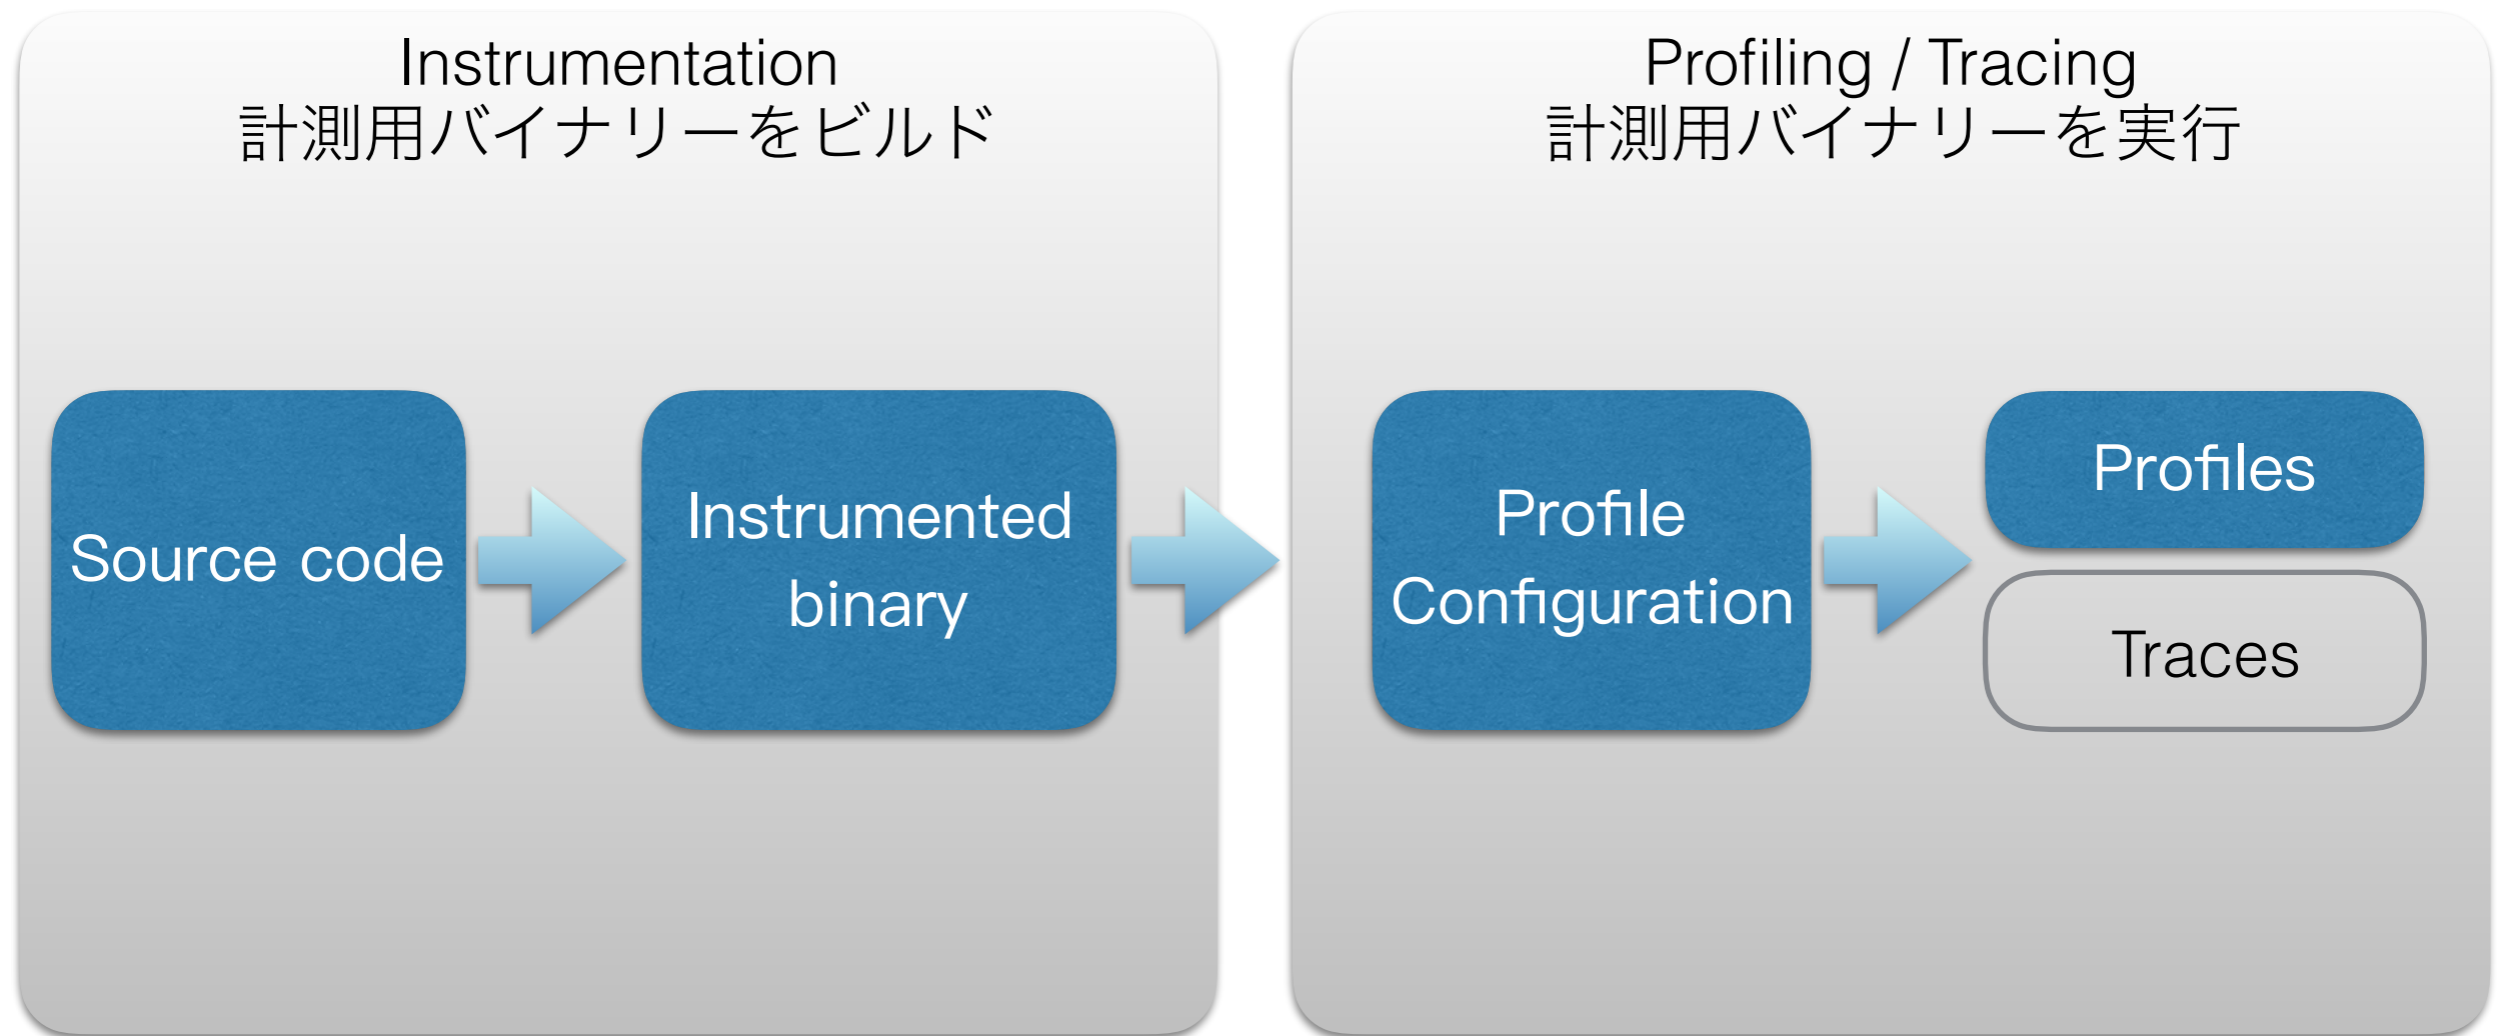 Instrumentation
計測用バイナリーをビルド
Source code
Instrumented
binary
Profiling / Tracing
計測用バイナリーを実行
Profile
Configuration
Profiles
Traces